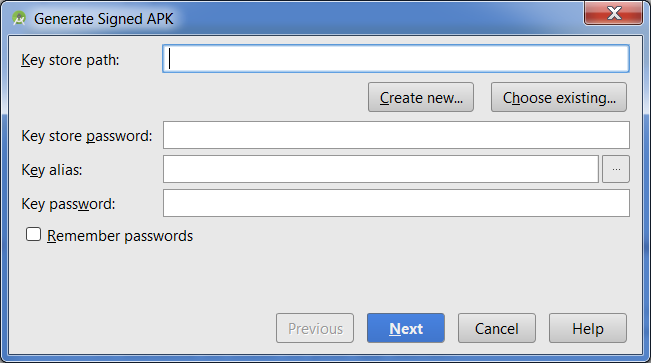 Generate Signed APK
Key store path:
Create new... Choose existing...
Key store password:
Key alias: ...
Key password:
Remember passwords
Previous Next Cancel Help